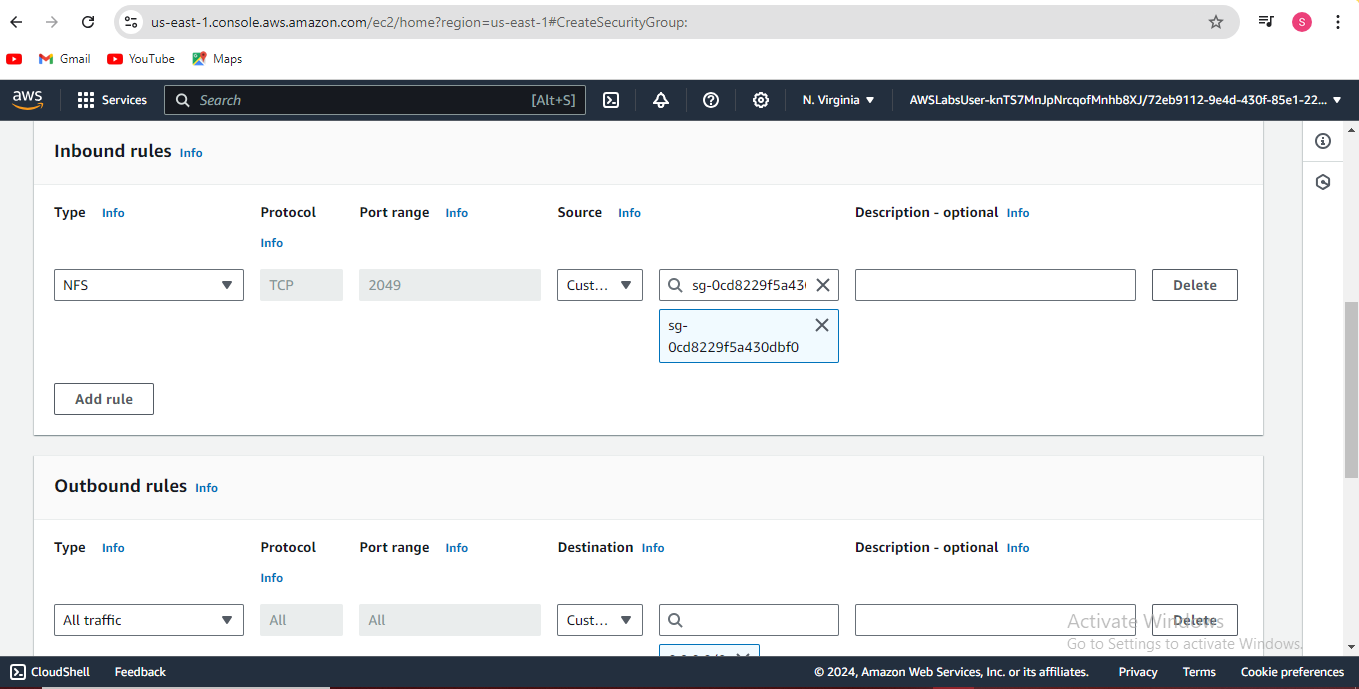 us-east-1.console.aws.amazon.com/ec2/home?region=us-east-1#CreateSecurityGroup:
S
Gmail
YouTube
Maps
aws
Services
Search
[Alt+S]
N. Virginia
AWSLabsUser-knTS7MnJpNrcqofMnhb8XJ/72eb9112-9e4d-430f-85e1-22...
Inbound rules Info
Type Info
Protocol
Info
Port range Info
Source Info
Description - optional Info
NFS
TCP
2049
Cust...
sg-0cd8229f5a43
sg-
0cd8229f5a430dbf0
Delete
Add rule
Outbound rules Info
Type Info
Protocol
Info
Port range Info
Destination Info
Description - optional Info
All traffic
All
All
Cust...
Delete
Activate Windows
Go to Settings to activate Windows.
CloudShell
Feedback
© 2024, Amazon Web Services, Inc. or its affiliates.
Privacy
Terms
Cookie preferences